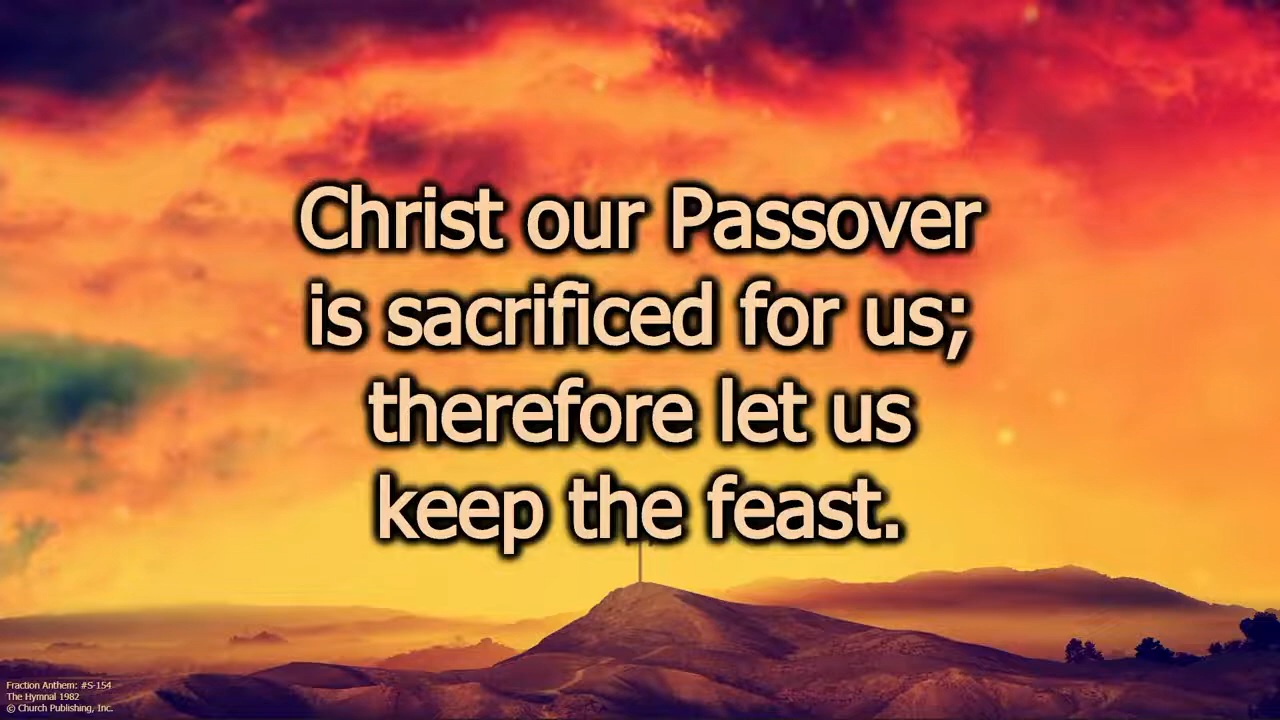 Christ our Passover
is sacrificed for us;
therefore let us
keep the feast.
Fraction Anthem: #S-154
The Hymnal 1982
© Church Publishing, Inc.